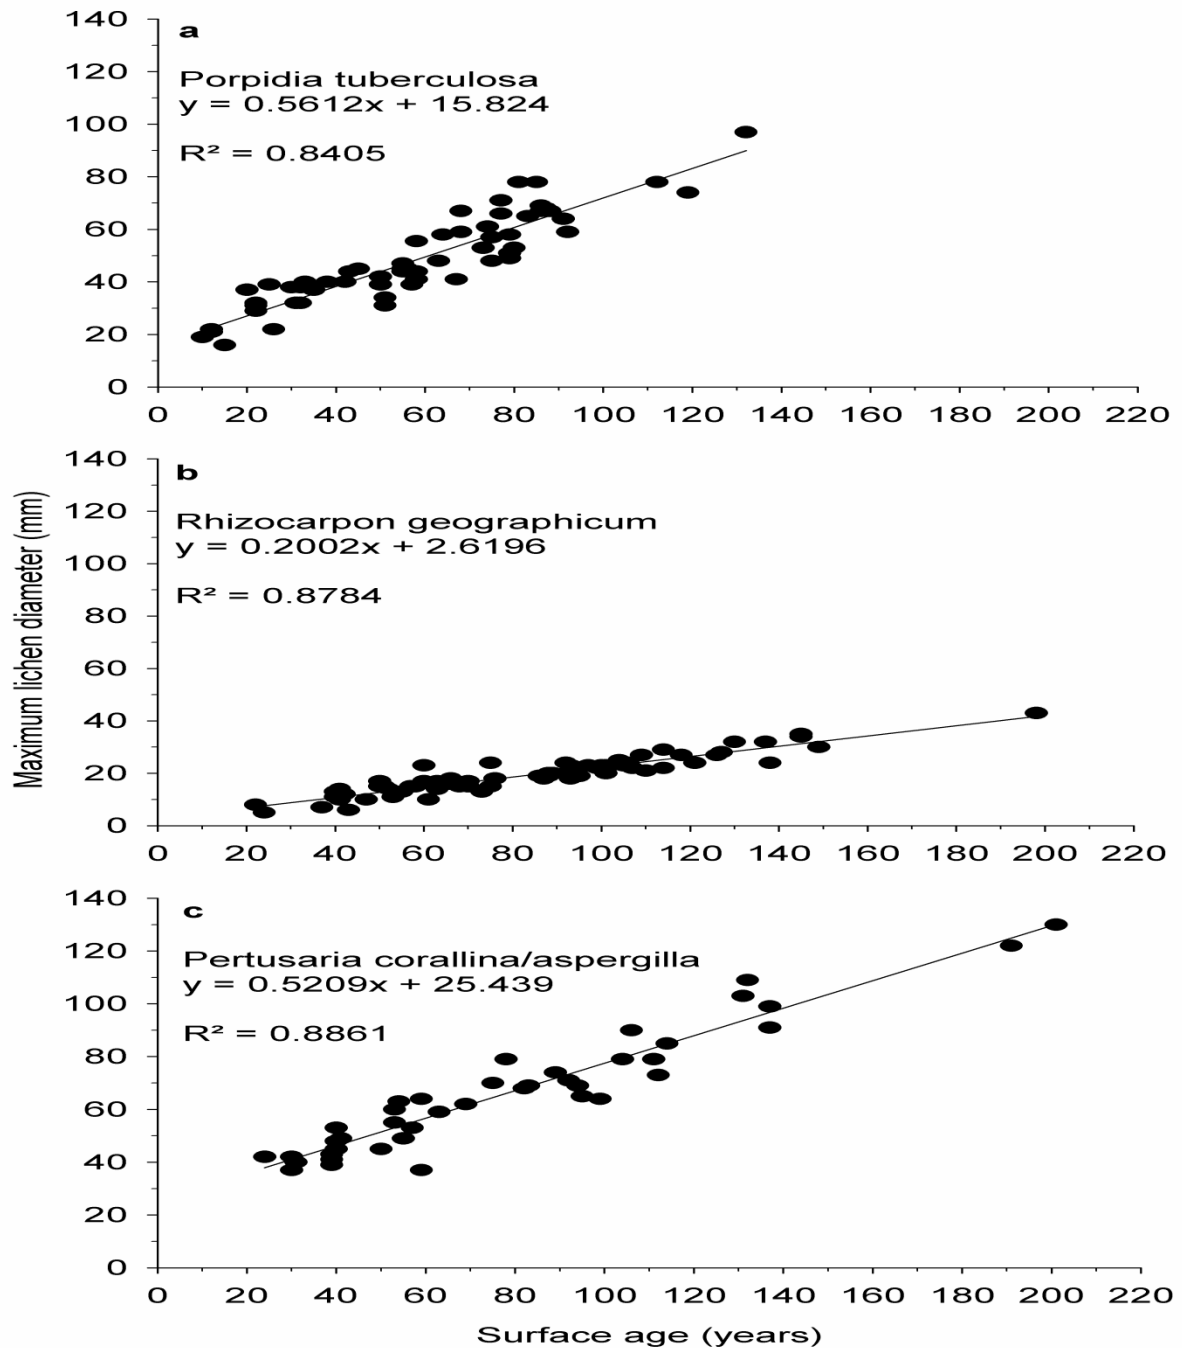 a
Porpidia tuberculosa
y = 0.5612x + 15.824
R² = 0.8405
140
120
100
80
60
40
20
0
0 20 40 60 80 100 120 140 160 180 200 220
Maximum lichen diameter (mm)
b
Rhizocarpon geographicum
y = 0.2002x + 2.6196
R² = 0.8784
140
120
100
80
60
40
20
0
0 20 40 60 80 100 120 140 160 180 200 220
c
Pertusaria corallina/aspergilla
y = 0.5209x + 25.439
R² = 0.8861
140
120
100
80
60
40
20
0
0 20 40 60 80 100 120 140 160 180 200 220
Surface age (years)